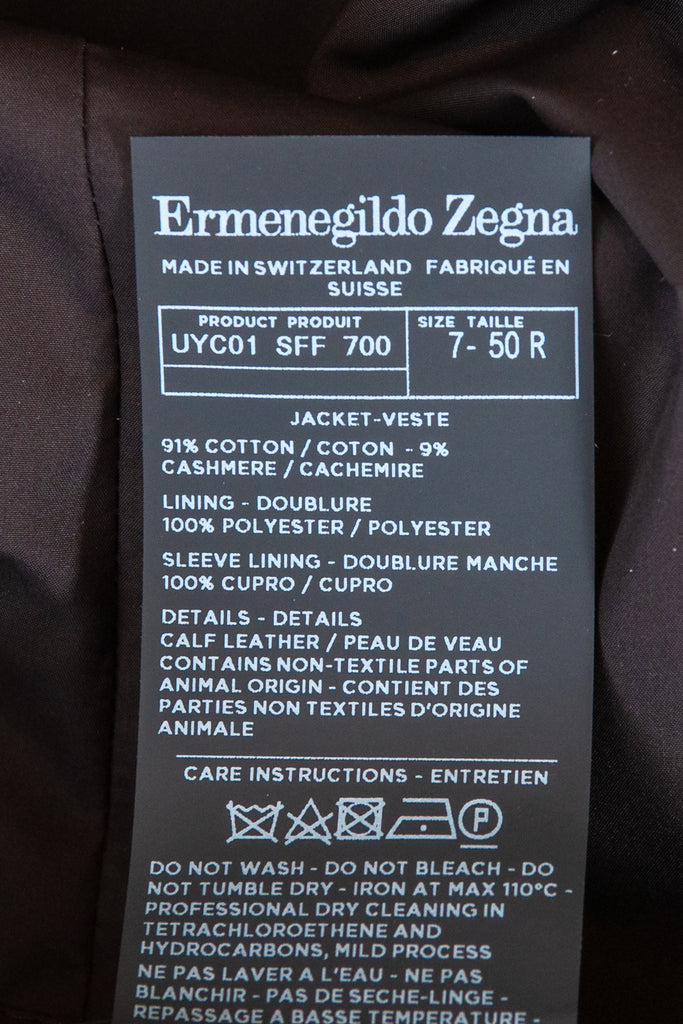 Ermenegildo Zegna
MADE IN SWITZERLAND FABRIQUÉ EN
SUISSE
PRODUCT PRODUIT
UYC01 SFF 700
SIZE TAILLE
7- 50 R
JACKET-VESTE
91% COTTON / COTON - 9%
CASHMERE / CACHEMIRE
LINING - DOUBLURE
100% POLYESTER / POLYESTER
SLEEVE LINING - DOUBLURE MANCHE
100% CUPRO / CUPRO
DETAILS - DETAILS
CALF LEATHER / PEAU DE VEAU
CONTAINS NON-TEXTILE PARTS OF
ANIMAL ORIGIN - CONTIENT DES
PARTIES NON TEXTILES D'ORIGINE
ANIMALE
CARE INSTRUCTIONS - ENTRETIEN
P
DO NOT WASH - DO NOT BLEACH - DO
NOT TUMBLE DRY - IRON AT MAX 110°C -
PROFESSIONAL DRY CLEANING IN
TETRACHLOROETHENE AND
HYDROCARBONS, MILD PROCESS
NE PAS LAVER A L'EAU - NE PAS
BLANCHIR - PAS DE SECHE-LINGE -
REPASSAGE A BASSE TEMPERATURE -